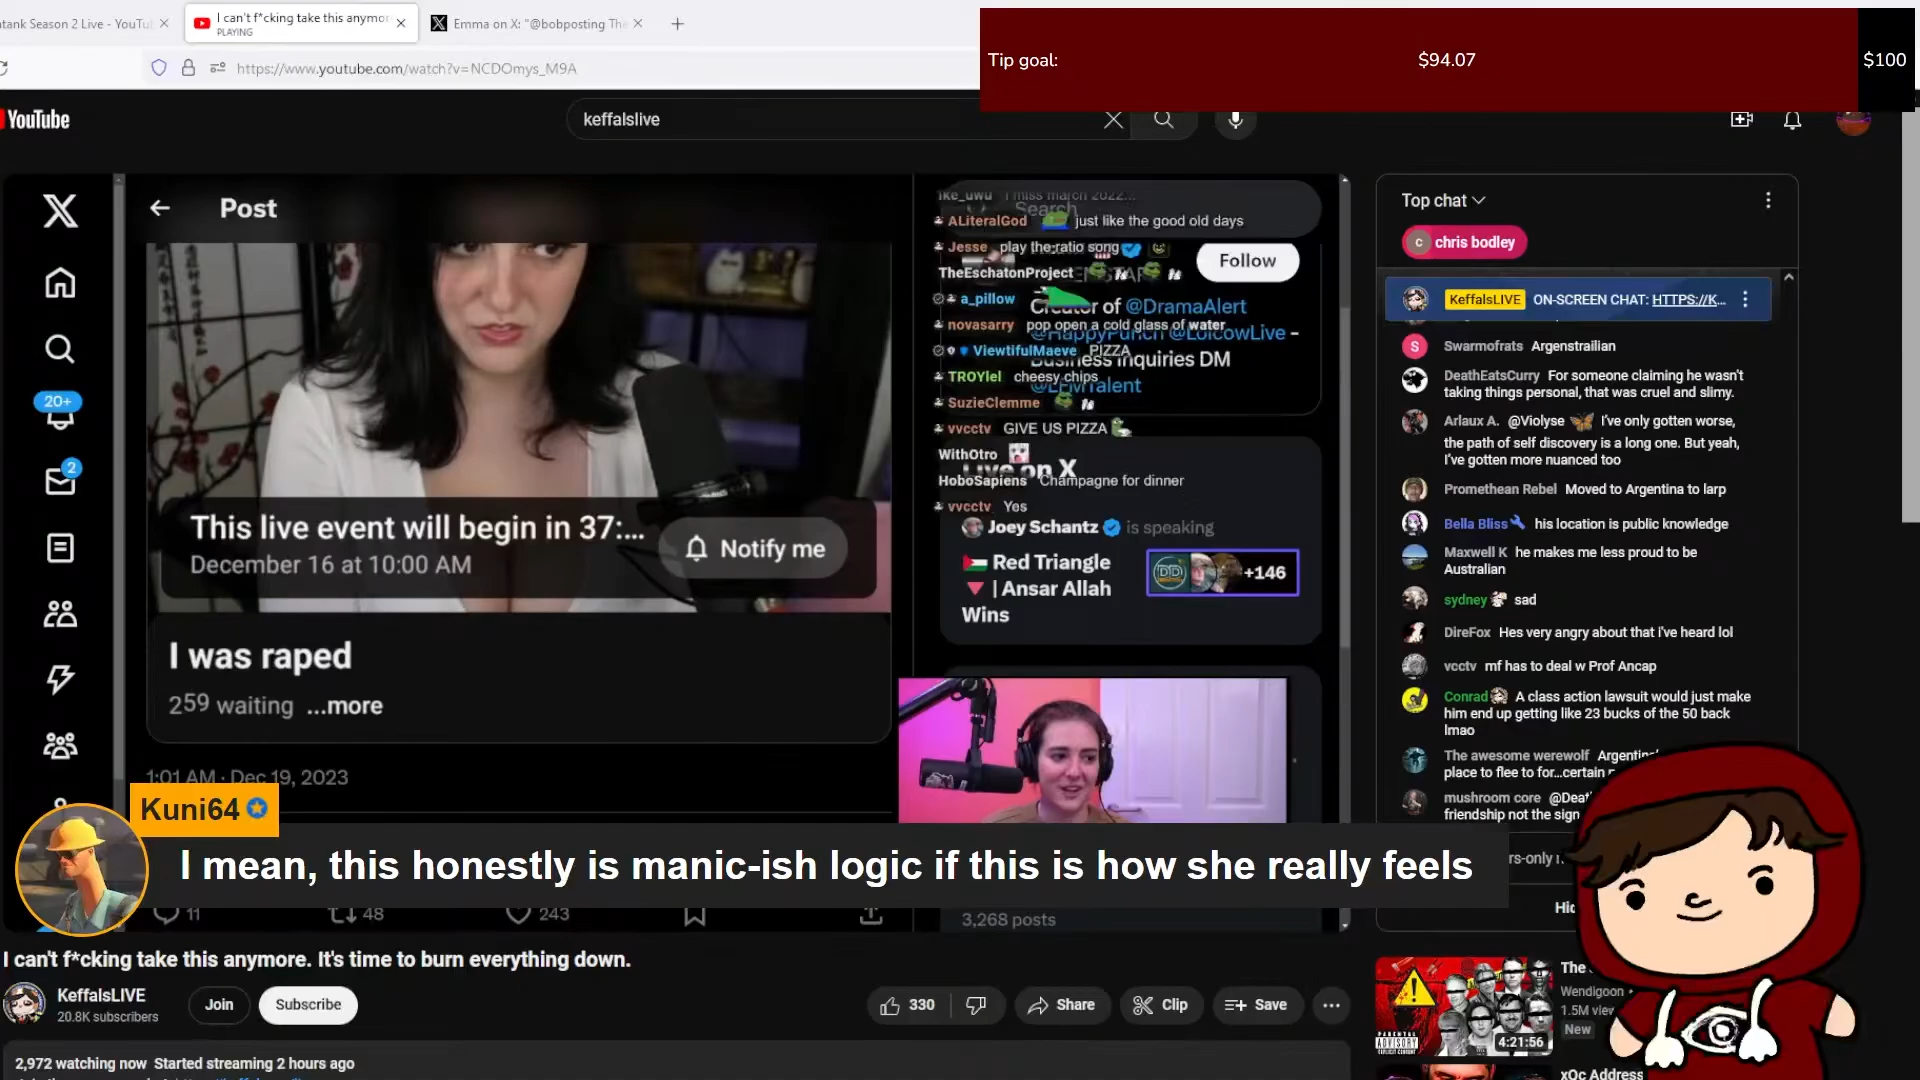 atank Season 2 Live - YouTu
I can't f*cking take this anymor
PLAYING
Emma on X: "@bobposting The
https://www.youtube.com/watch?v=NCDOmys_M9A
Tip goal:
$94.07
$100
YouTube
keffalslive
Post
This live event will begin in 37:...
December 16 at 10:00 AM
Notify me
I was raped
259 waiting ...more
1:01 AM · Dec 19, 2023
20+
2
ike_uwu I miss march 2022...
Search
ALiteralGod just like the good old days
Jesse play the ratio song
Follow
TheEschatonProject
a_pillow
Creator of @DramaAlert
novasarry pop open a cold glass of water
@HappyPunch @LolcowLive -
ViewtifulMaeve PIZZA
Business Inquiries DM
TROYlel cheesy chips
SuzieClemme
vvcctv GIVE US PIZZA
WithOtro
Live on X
HoboSapiens Champagne for dinner
vvcctv Yes
Joey Schantz is speaking
Red Triangle
| Ansar Allah
Wins
+146
3,268 posts
11
48
243
Top chat
c chris bodley
KeffalsLIVE ON-SCREEN CHAT: HTTPS://K...
S Swarmofrats Argenstrailian
DeathEatsCurry For someone claiming he wasn't
taking things personal, that was cruel and slimy.
Arlaux A. @Violyse I've only gotten worse,
the path of self discovery is a long one. But yeah,
I've gotten more nuanced too
Promethean Rebel Moved to Argentina to larp
Bella Bliss his location is public knowledge
Maxwell K he makes me less proud to be
Australian
sydney sad
DireFox Hes very angry about that i've heard lol
vcctv mf has to deal w Prof Ancap
Conrad A class action lawsuit would just make
him end up getting like 23 bucks of the 50 back
lmao
The awesome werewolf Argentin
place to flee to for...certain
mushroom core @Deat
friendship not the sign
Kuni64
I mean, this honestly is manic-ish logic if this is how she really feels
I can't f*cking take this anymore. It's time to burn everything down.
KeffalsLIVE
20.8K subscribers
Join
Subscribe
330
Share
Clip
Save
2,972 watching now Started streaming 2 hours ago
The
Wendigoon
1.5M view
New
PARENTAL
ADVISORY
EXPLICIT CONTENT
4:21:56
xQc Address